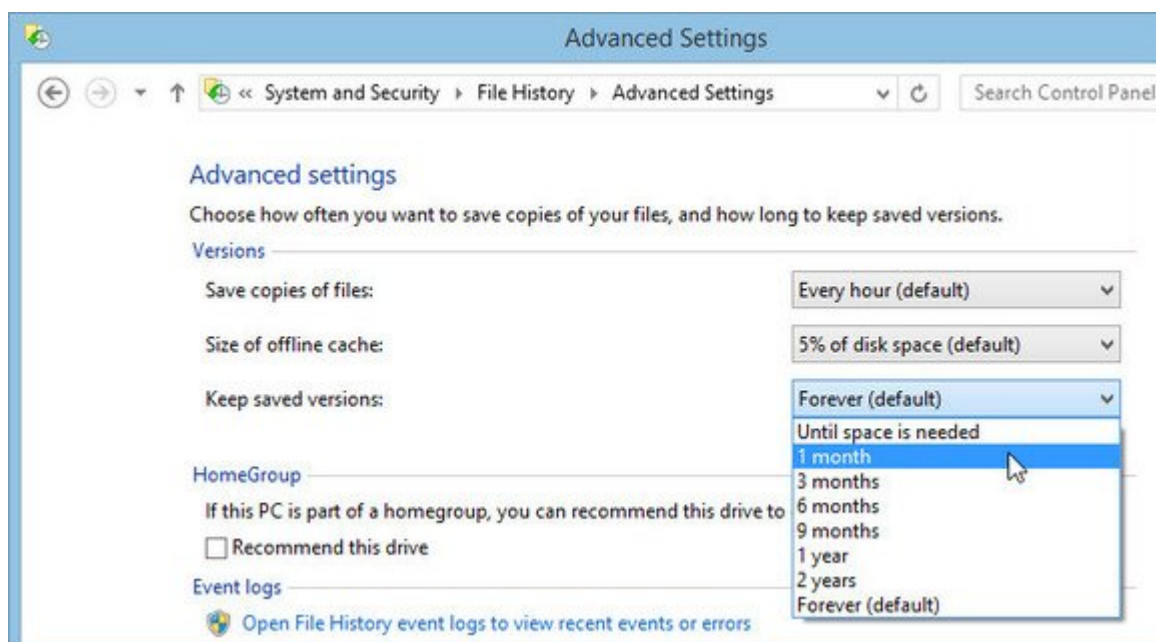 Advanced Settings
« System and Security ▸ File History ▸ Advanced Settings
Search Control Panel
Advanced settings
Choose how often you want to save copies of your files, and how long to keep saved versions.
Versions
Save copies of files: Every hour (default)
Size of offline cache: 5% of disk space (default)
Keep saved versions: Forever (default)
Until space is needed
1 month
3 months
6 months
9 months
1 year
2 years
Forever (default)
HomeGroup
If this PC is part of a homegroup, you can recommend this drive to
Recommend this drive
Event logs
Open File History event logs to view recent events or errors